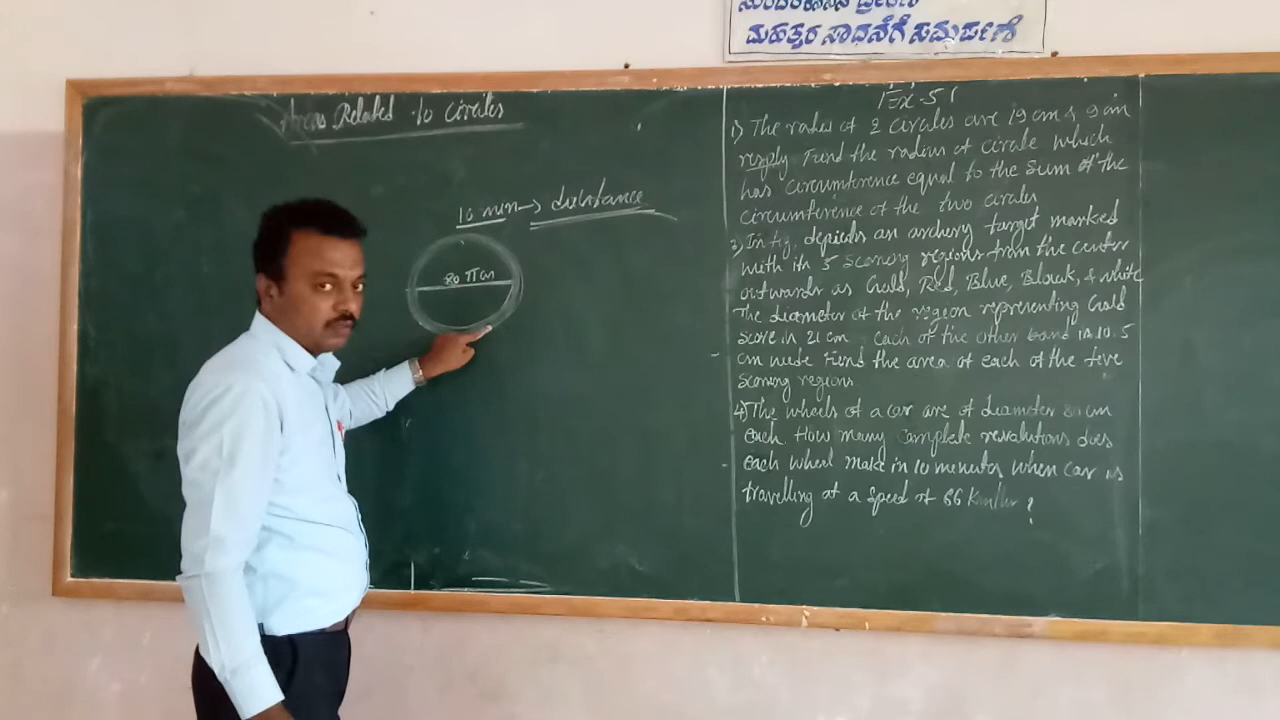 ಮಹತ್ವರ ಸಾಧನೆಗೆ ಸಮರ್ಪಣೆ
Areas Related to circles
10 min → distance
80 π cm
Ex-5.1
1) The radius of 2 circles are 19 cm & 9 cm
resply Find the radius of circle which
has circumference equal to the sum of the
circumference of the two circles
3) In fig. depicts an archery target marked
with its 5 scoring regions from the center
outwards as Gold, Red, Blue, Black, & white
The diameter of the region representing Gold
score is 21 cm each of the other band is 10.5
cm wide Find the area of each of the five
scoring regions
4) The wheels of a car are of diameter 80 cm
each. How many complete revolutions does
each wheel make in 10 minutes when car is
travelling at a speed of 66 Km/hr ?